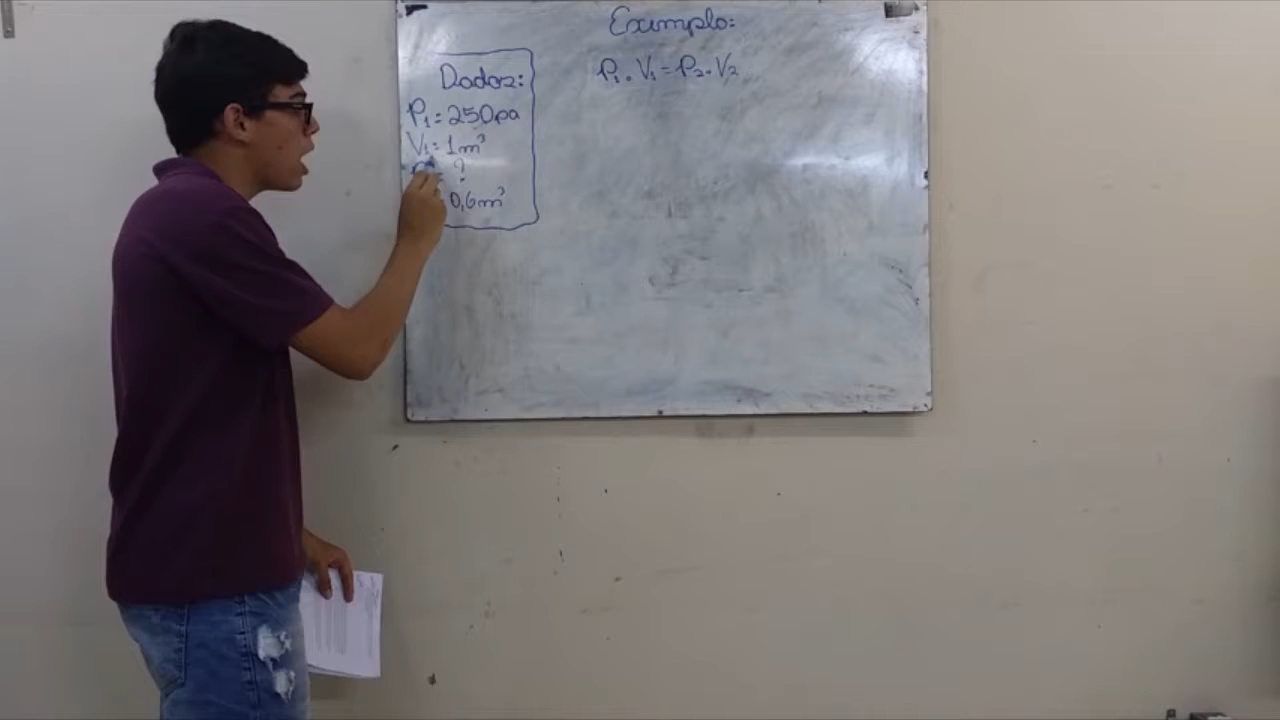 Exemplo:
P₁ . V₁ = P₂ . V₂
Dados:
P₁ = 250pa
V₁ = 1m³
= ?
0,6m³